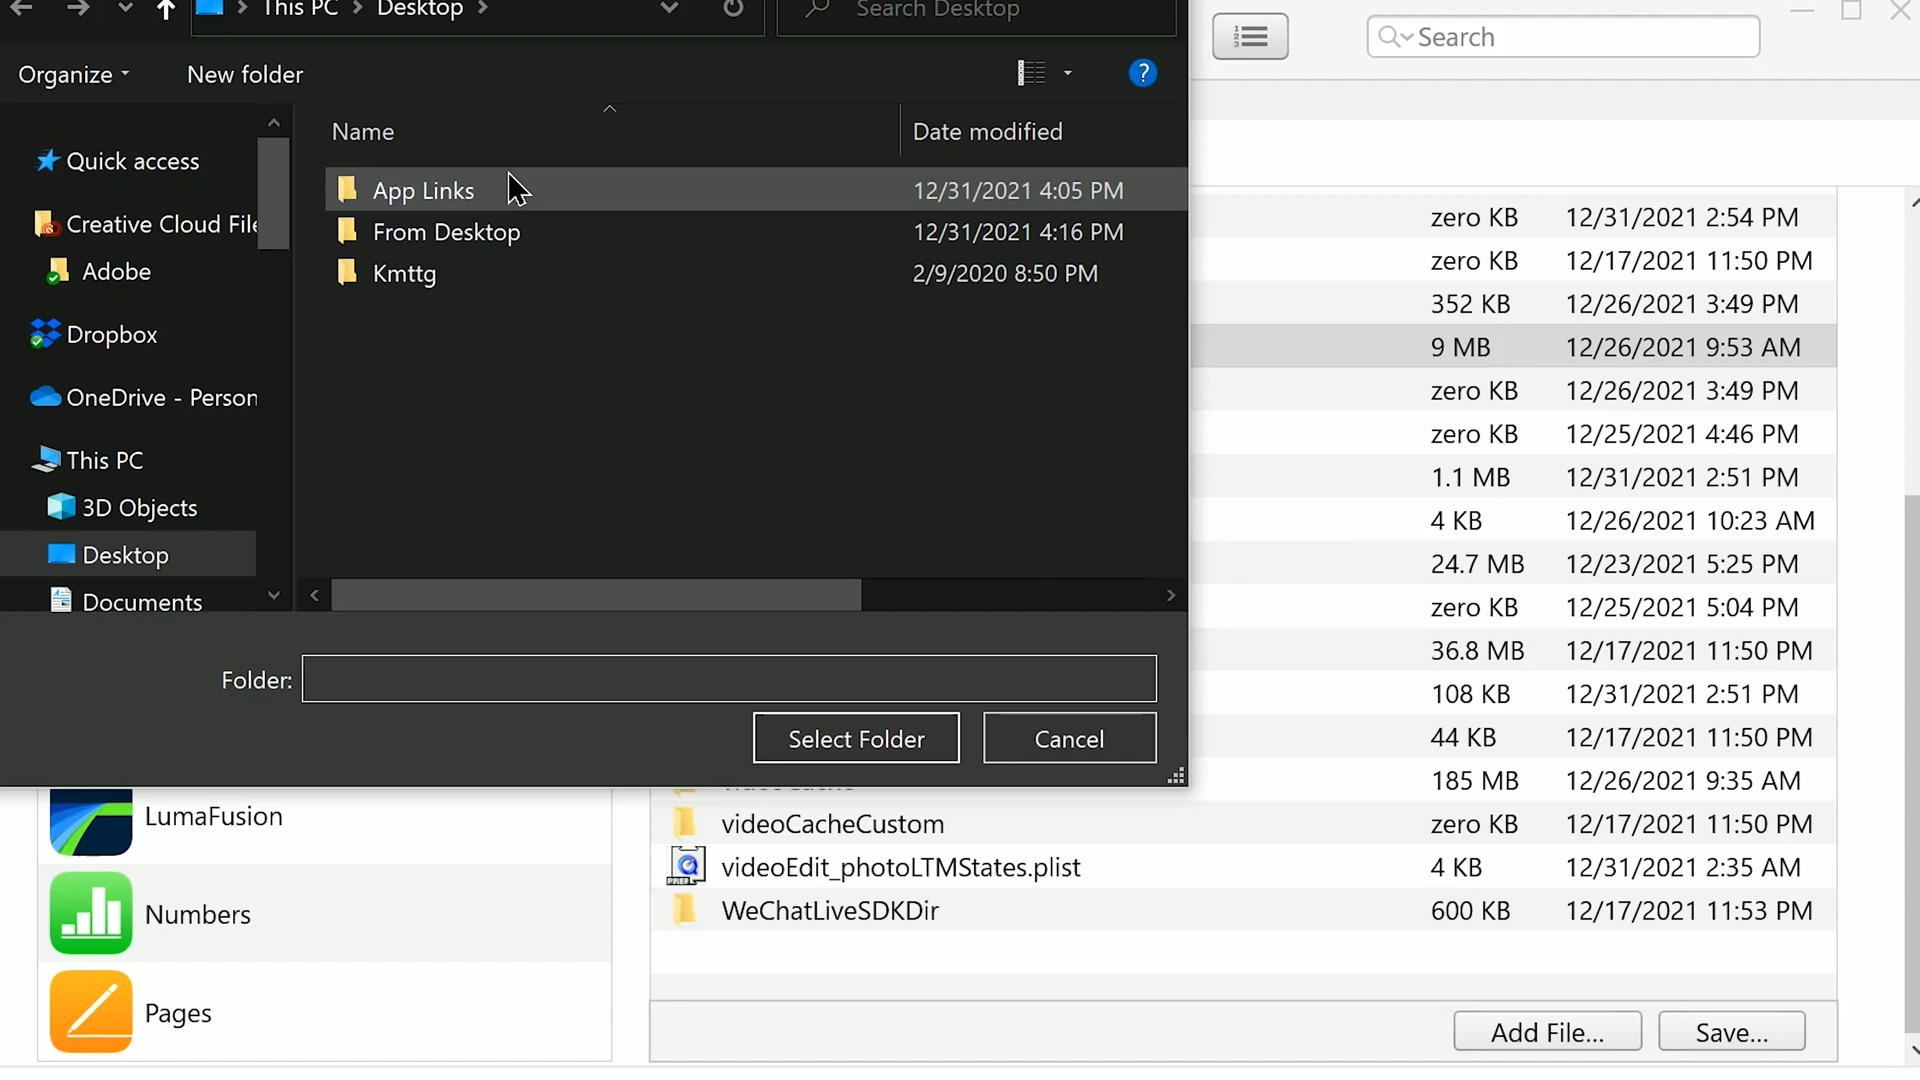 This PC > Desktop >
Search Desktop
Organize
New folder
?
Search
Name
Date modified
Quick access
Creative Cloud File
Adobe
Dropbox
OneDrive - Person
This PC
3D Objects
Desktop
Documents
App Links 12/31/2021 4:05 PM
From Desktop 12/31/2021 4:16 PM
Kmttg 2/9/2020 8:50 PM
Folder:
Select Folder
Cancel
zero KB 12/31/2021 2:54 PM
zero KB 12/17/2021 11:50 PM
352 KB 12/26/2021 3:49 PM
9 MB 12/26/2021 9:53 AM
zero KB 12/26/2021 3:49 PM
zero KB 12/25/2021 4:46 PM
1.1 MB 12/31/2021 2:51 PM
4 KB 12/26/2021 10:23 AM
24.7 MB 12/23/2021 5:25 PM
zero KB 12/25/2021 5:04 PM
36.8 MB 12/17/2021 11:50 PM
108 KB 12/31/2021 2:51 PM
44 KB 12/17/2021 11:50 PM
185 MB 12/26/2021 9:35 AM
videoCacheCustom zero KB 12/17/2021 11:50 PM
videoEdit_photoLTMStates.plist 4 KB 12/31/2021 2:35 AM
WeChatLiveSDKDir 600 KB 12/17/2021 11:53 PM
LumaFusion
Numbers
Pages
Add File...
Save...